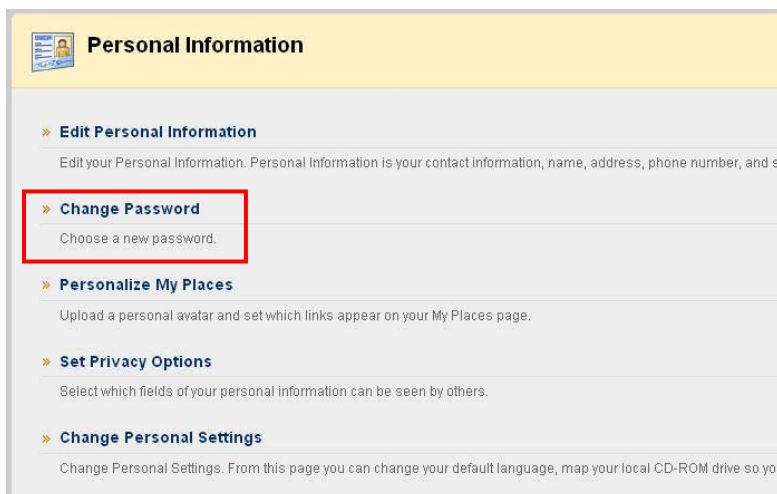 Personal Information
» Edit Personal Information
Edit your Personal Information. Personal Information is your contact information, name, address, phone number, and s
» Change Password
Choose a new password.
» Personalize My Places
Upload a personal avatar and set which links appear on your My Places page.
» Set Privacy Options
Select which fields of your personal information can be seen by others.
» Change Personal Settings
Change Personal Settings. From this page you can change your default language, map your local CD-ROM drive so yo